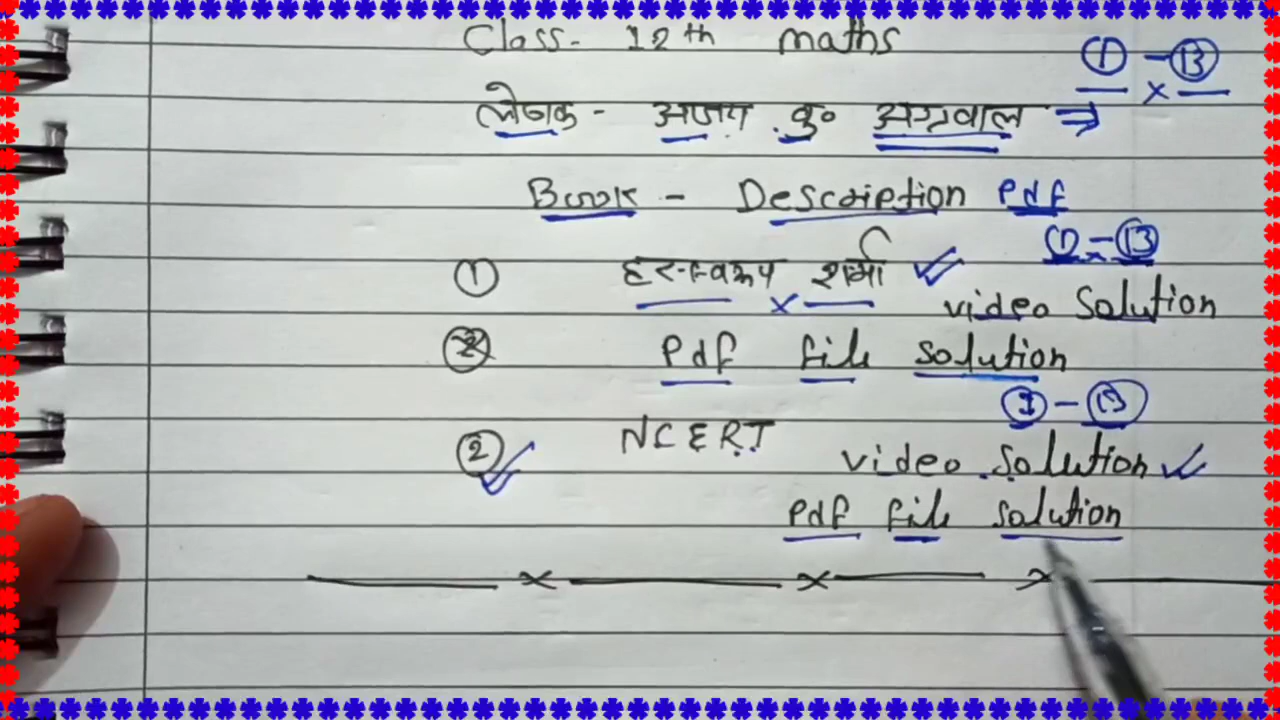 Class- 12th maths
① - ⑬
लेखक - अजय कु० अग्रवाल ⇒
Book - Description Pdf
① - ⑬
① हरस्वरूप शर्मा
video Solution
② Pdf file solution
① - ⑬
② NCERT
video solution
Pdf file solution